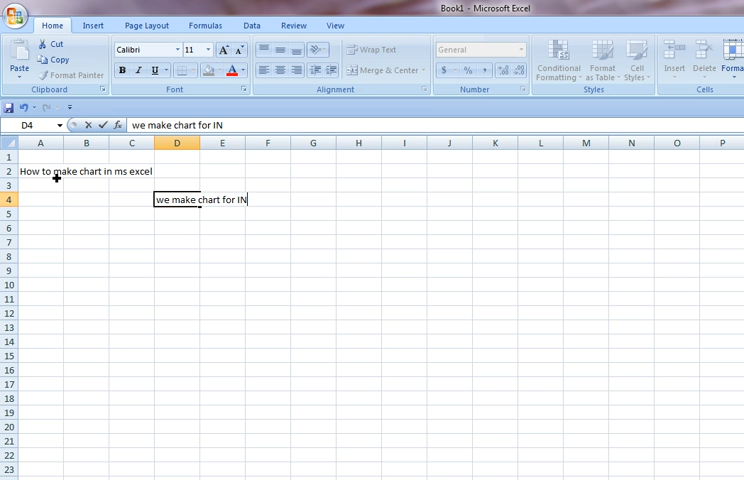 Book1 - Microsoft Excel
Home Insert Page Layout Formulas Data Review View
Paste
Cut
Copy
Format Painter
Clipboard
Calibri 11 A A
B I U A
Font
Wrap Text
Merge & Center
Alignment
General
$ % ,
Number
Conditional Formatting
Format as Table
Cell Styles
Styles
Insert Delete Forma
Cells
D4 fx we make chart for IN
A B C D E F G H I J K L M N O P
1
2 How to make chart in ms excel
3
4 we make chart for IN
5
6
7
8
9
10
11
12
13
14
15
16
17
18
19
20
21
22
23